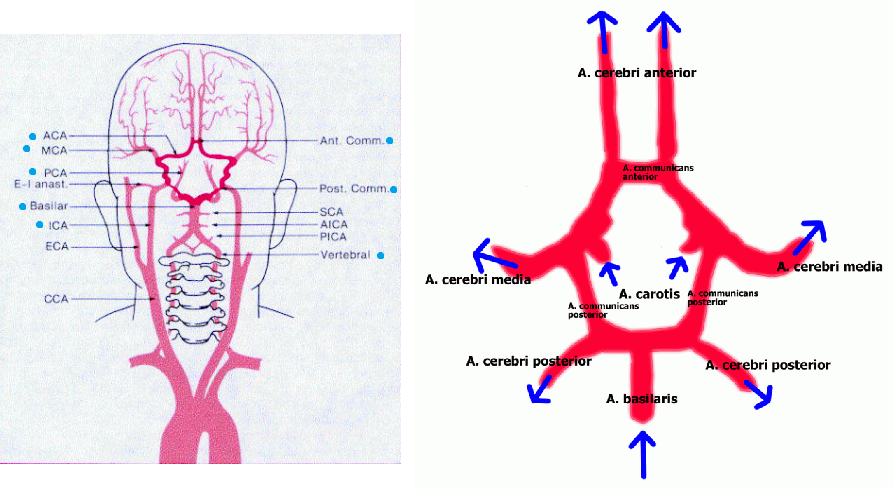 ACA
MCA
PCA
E-I anast.
Basilar
ICA
ECA
CCA
Ant. Comm.
Post. Comm.
SCA
AICA
PICA
Vertebral
A. cerebri anterior
A. communicans
anterior
A. cerebri media
A. cerebri media
A. carotis
A. communicans
posterior
A. communicans
posterior
A. cerebri posterior
A. cerebri posterior
A. basilaris